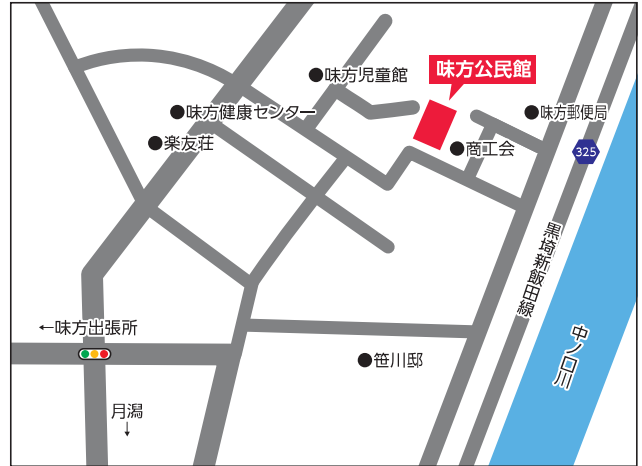 味方児童館
味方公民館
味方健康センター
味方郵便局
楽友荘
商工会
325
黒埼新飯田線
←味方出張所
中ノ口川
笹川邸
月潟
↓